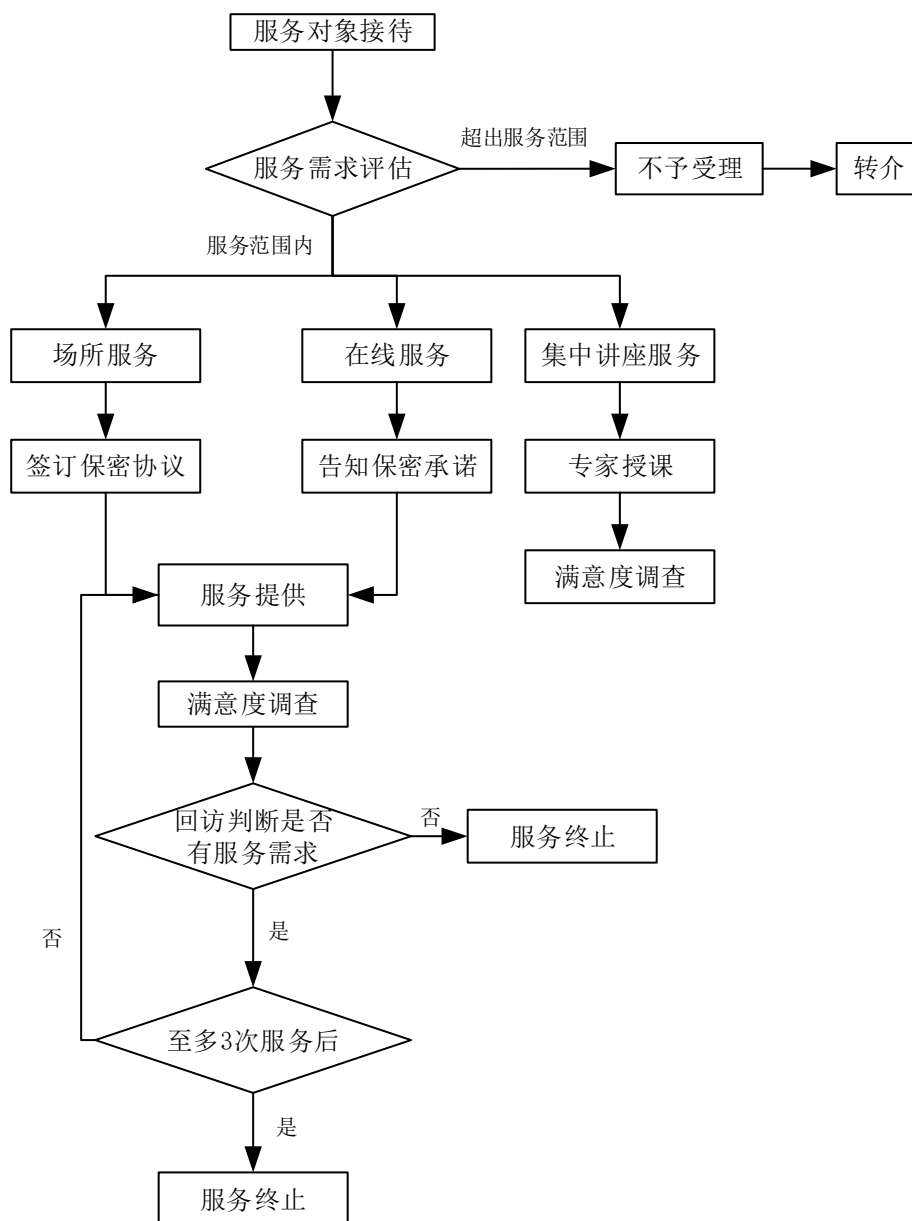 服务对象接待
超出服务范围
服务需求评估
不予受理
转介
服务范围内
场所服务
在线服务
集中讲座服务
签订保密协议
告知保密承诺
专家授课
满意度调查
服务提供
满意度调查
回访判断是否
有服务需求
否
服务终止
是
否
至多3次服务后
是
服务终止